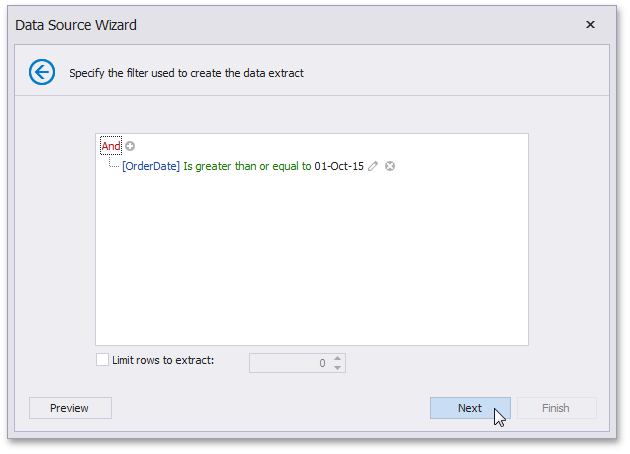 Data Source Wizard
Specify the filter used to create the data extract
And
[OrderDate] Is greater than or equal to 01-Oct-15
Limit rows to extract: 0
Preview Next Finish